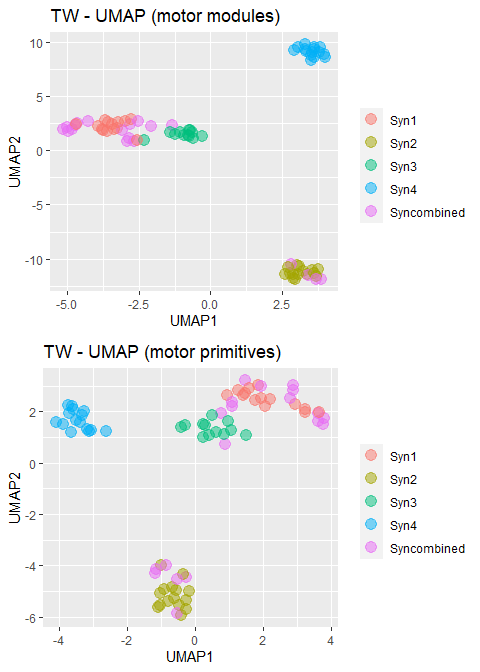 TW - UMAP (motor modules)
10
5
0
-5
-10
UMAP2
-5.0
-2.5
0.0
2.5
UMAP1
Syn1
Syn2
Syn3
Syn4
Syncombined
TW - UMAP (motor primitives)
2
0
-2
-4
-6
UMAP2
-4
-2
0
2
4
UMAP1
Syn1
Syn2
Syn3
Syn4
Syncombined